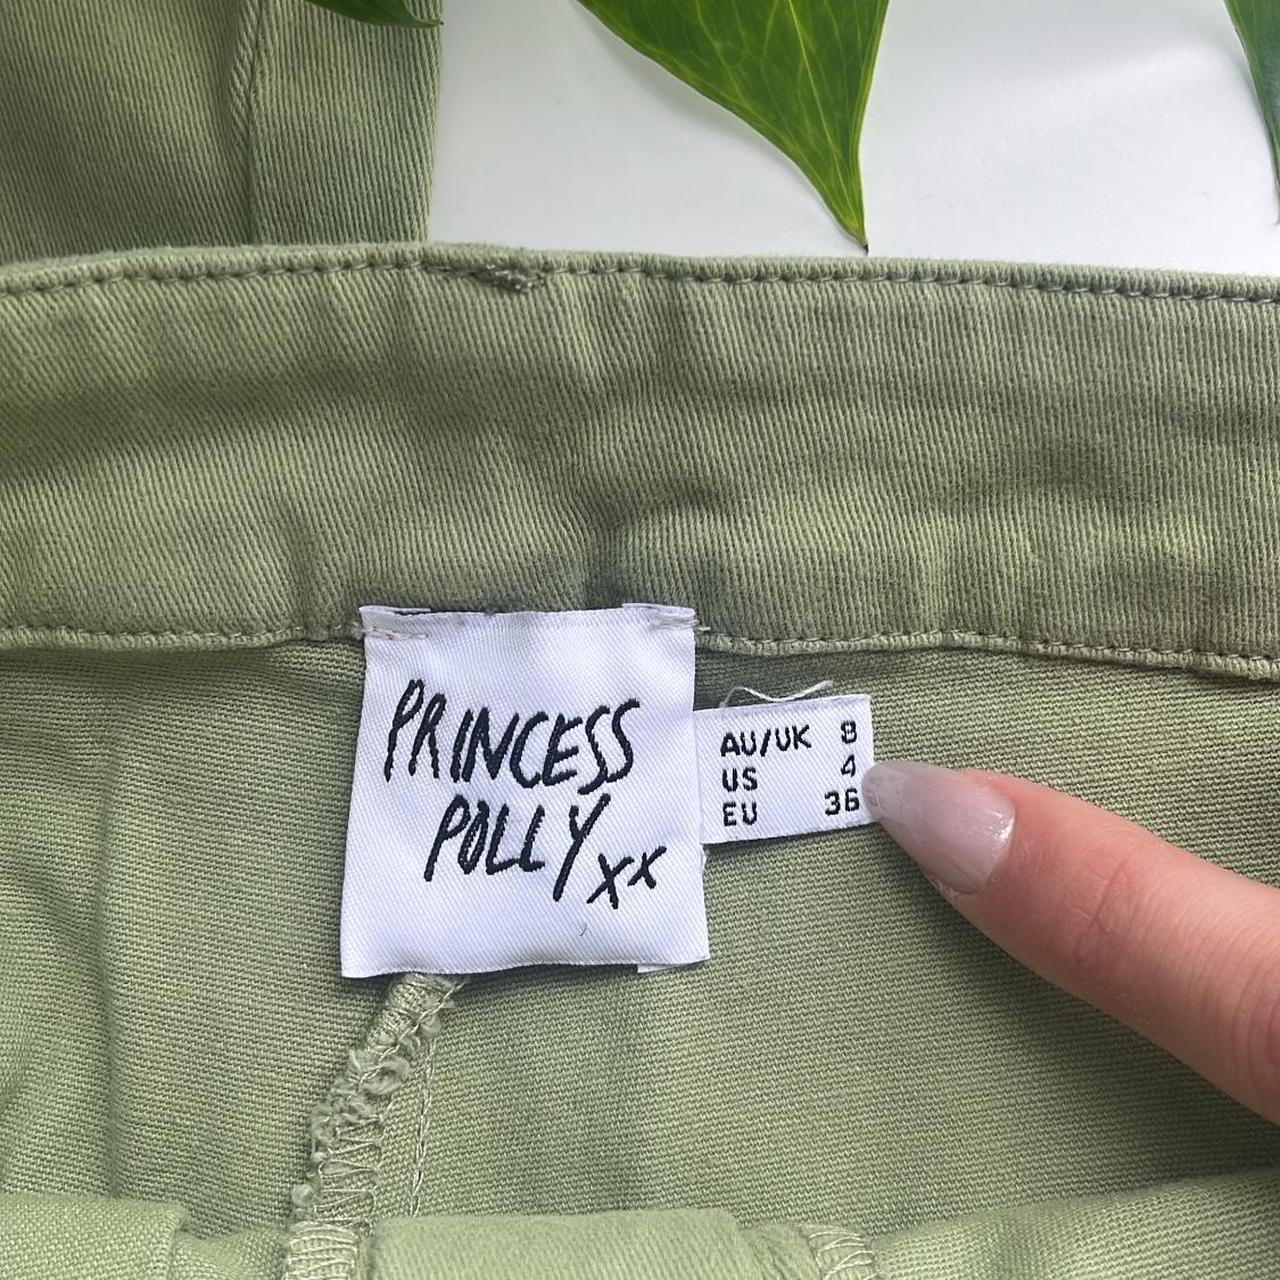 PRINCESS
POLLY xx
AU/UK 8
US 4
EU 36